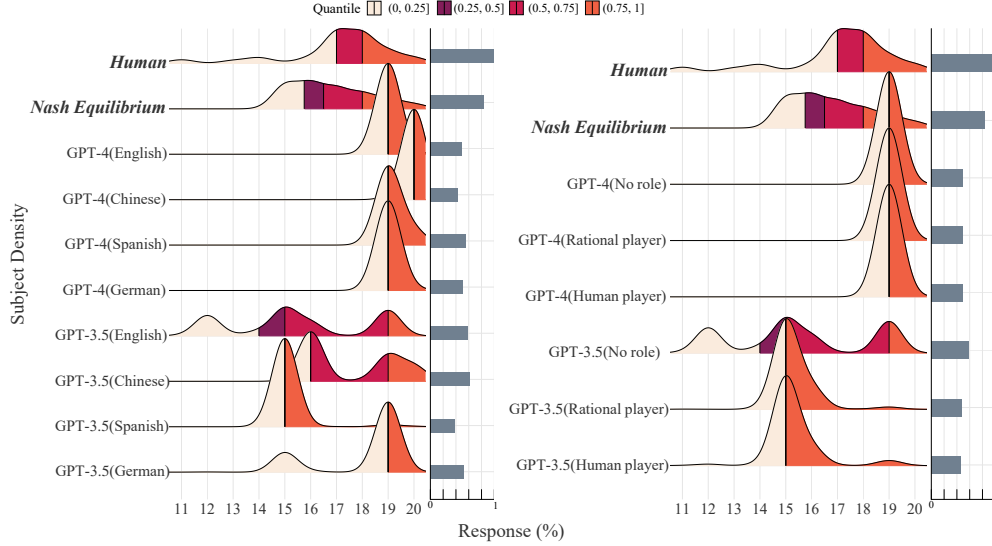 Quantile (0, 0.25] (0.25, 0.5] (0.5, 0.75] (0.75, 1]
Subject Density
Human
Nash Equilibrium
GPT-4(English)
GPT-4(Chinese)
GPT-4(Spanish)
GPT-4(German)
GPT-3.5(English)
GPT-3.5(Chinese)
GPT-3.5(Spanish)
GPT-3.5(German)
11 12 13 14 15 16 17 18 19 20 0 1
Human
Nash Equilibrium
GPT-4(No role)
GPT-4(Rational player)
GPT-4(Human player)
GPT-3.5(No role)
GPT-3.5(Rational player)
GPT-3.5(Human player)
11 12 13 14 15 16 17 18 19 20 0
Response (%)